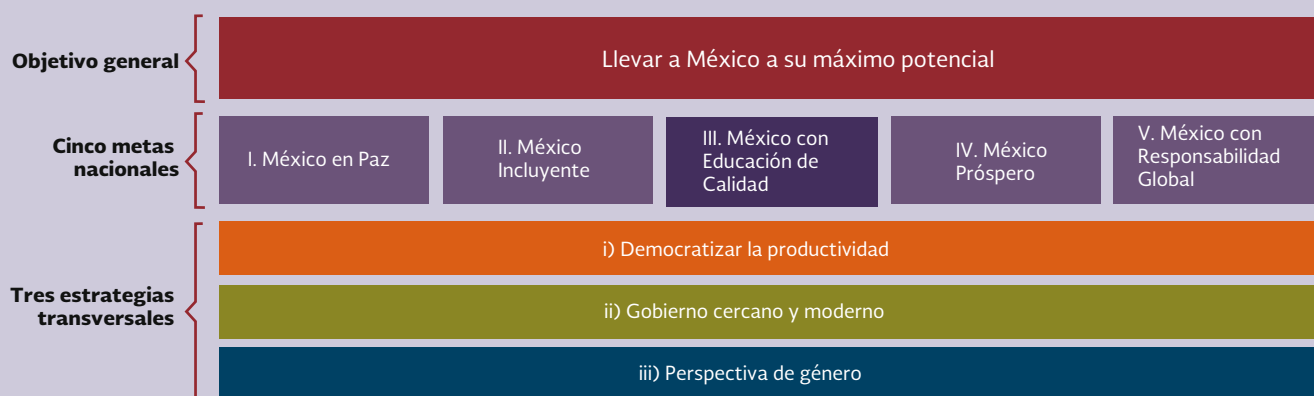 Objetivo general
Llevar a México a su máximo potencial
Cinco metas
nacionales
I. México en Paz
II. México
Incluyente
III. México con
Educación de
Calidad
IV. México
Próspero
V. México con
Responsabilidad
Global
Tres estrategias
transversales
i) Democratizar la productividad
ii) Gobierno cercano y moderno
iii) Perspectiva de género